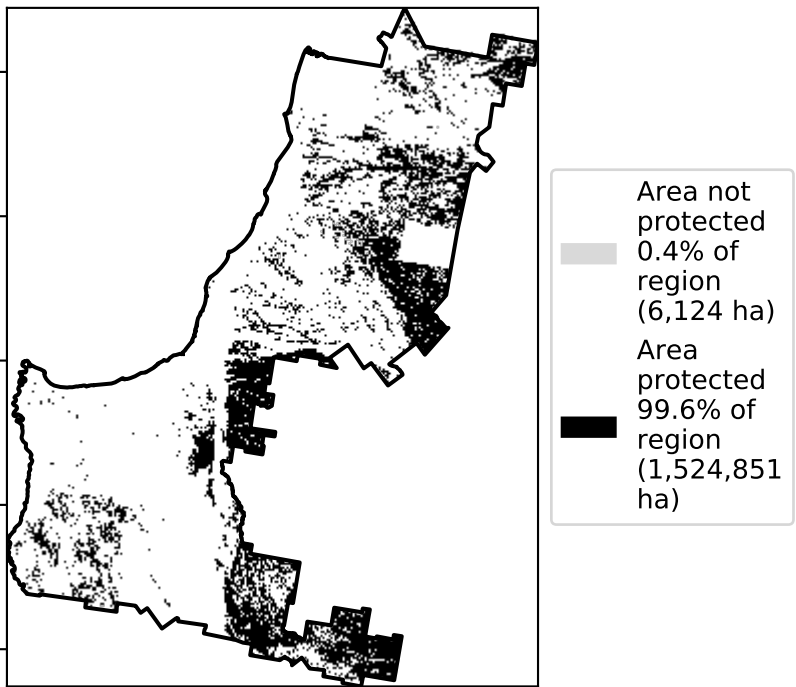 Area not
protected
0.4% of
region
(6,124 ha)
Area
protected
99.6% of
region
(1,524,851
ha)